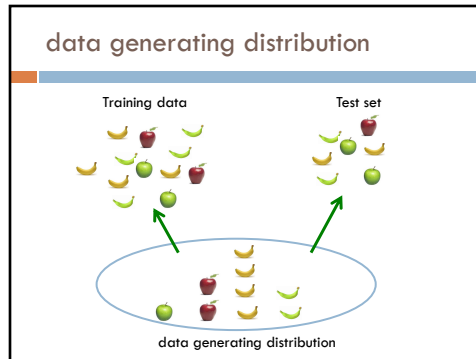 data generating distribution
Training data
Test set
data generating distribution